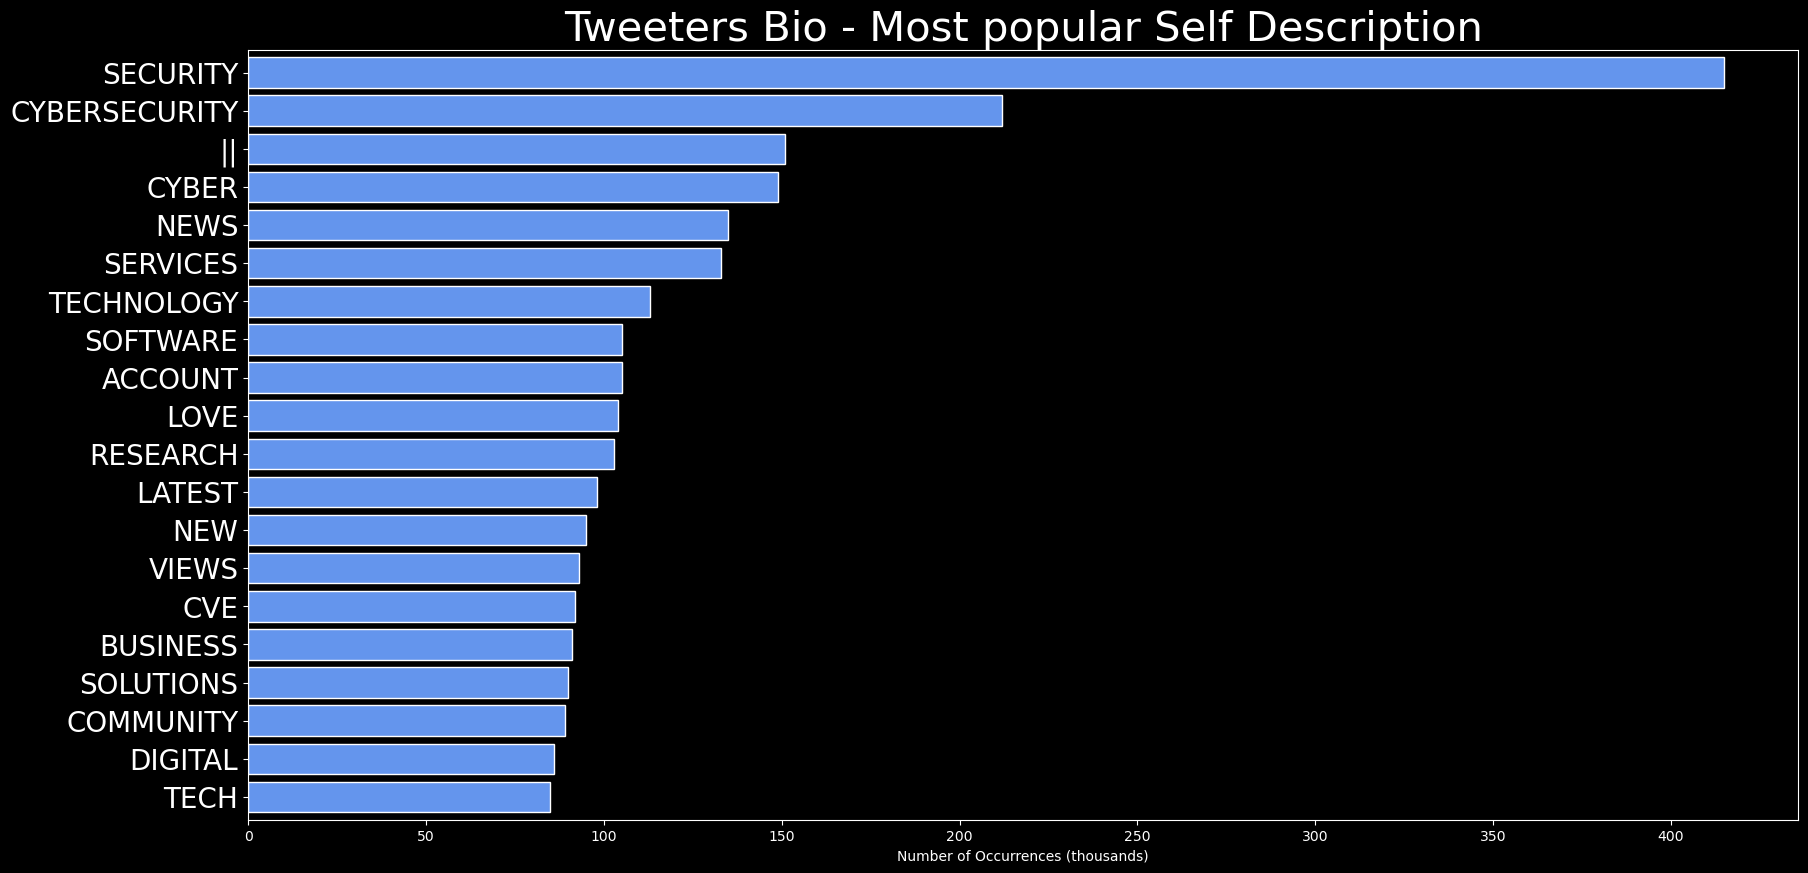 Tweeters Bio - Most popular Self Description
SECURITY
CYBERSECURITY
||
CYBER
NEWS
SERVICES
TECHNOLOGY
SOFTWARE
ACCOUNT
LOVE
RESEARCH
LATEST
NEW
VIEWS
CVE
BUSINESS
SOLUTIONS
COMMUNITY
DIGITAL
TECH
0 50 100 150 200 250 300 350 400
Number of Occurrences (thousands)